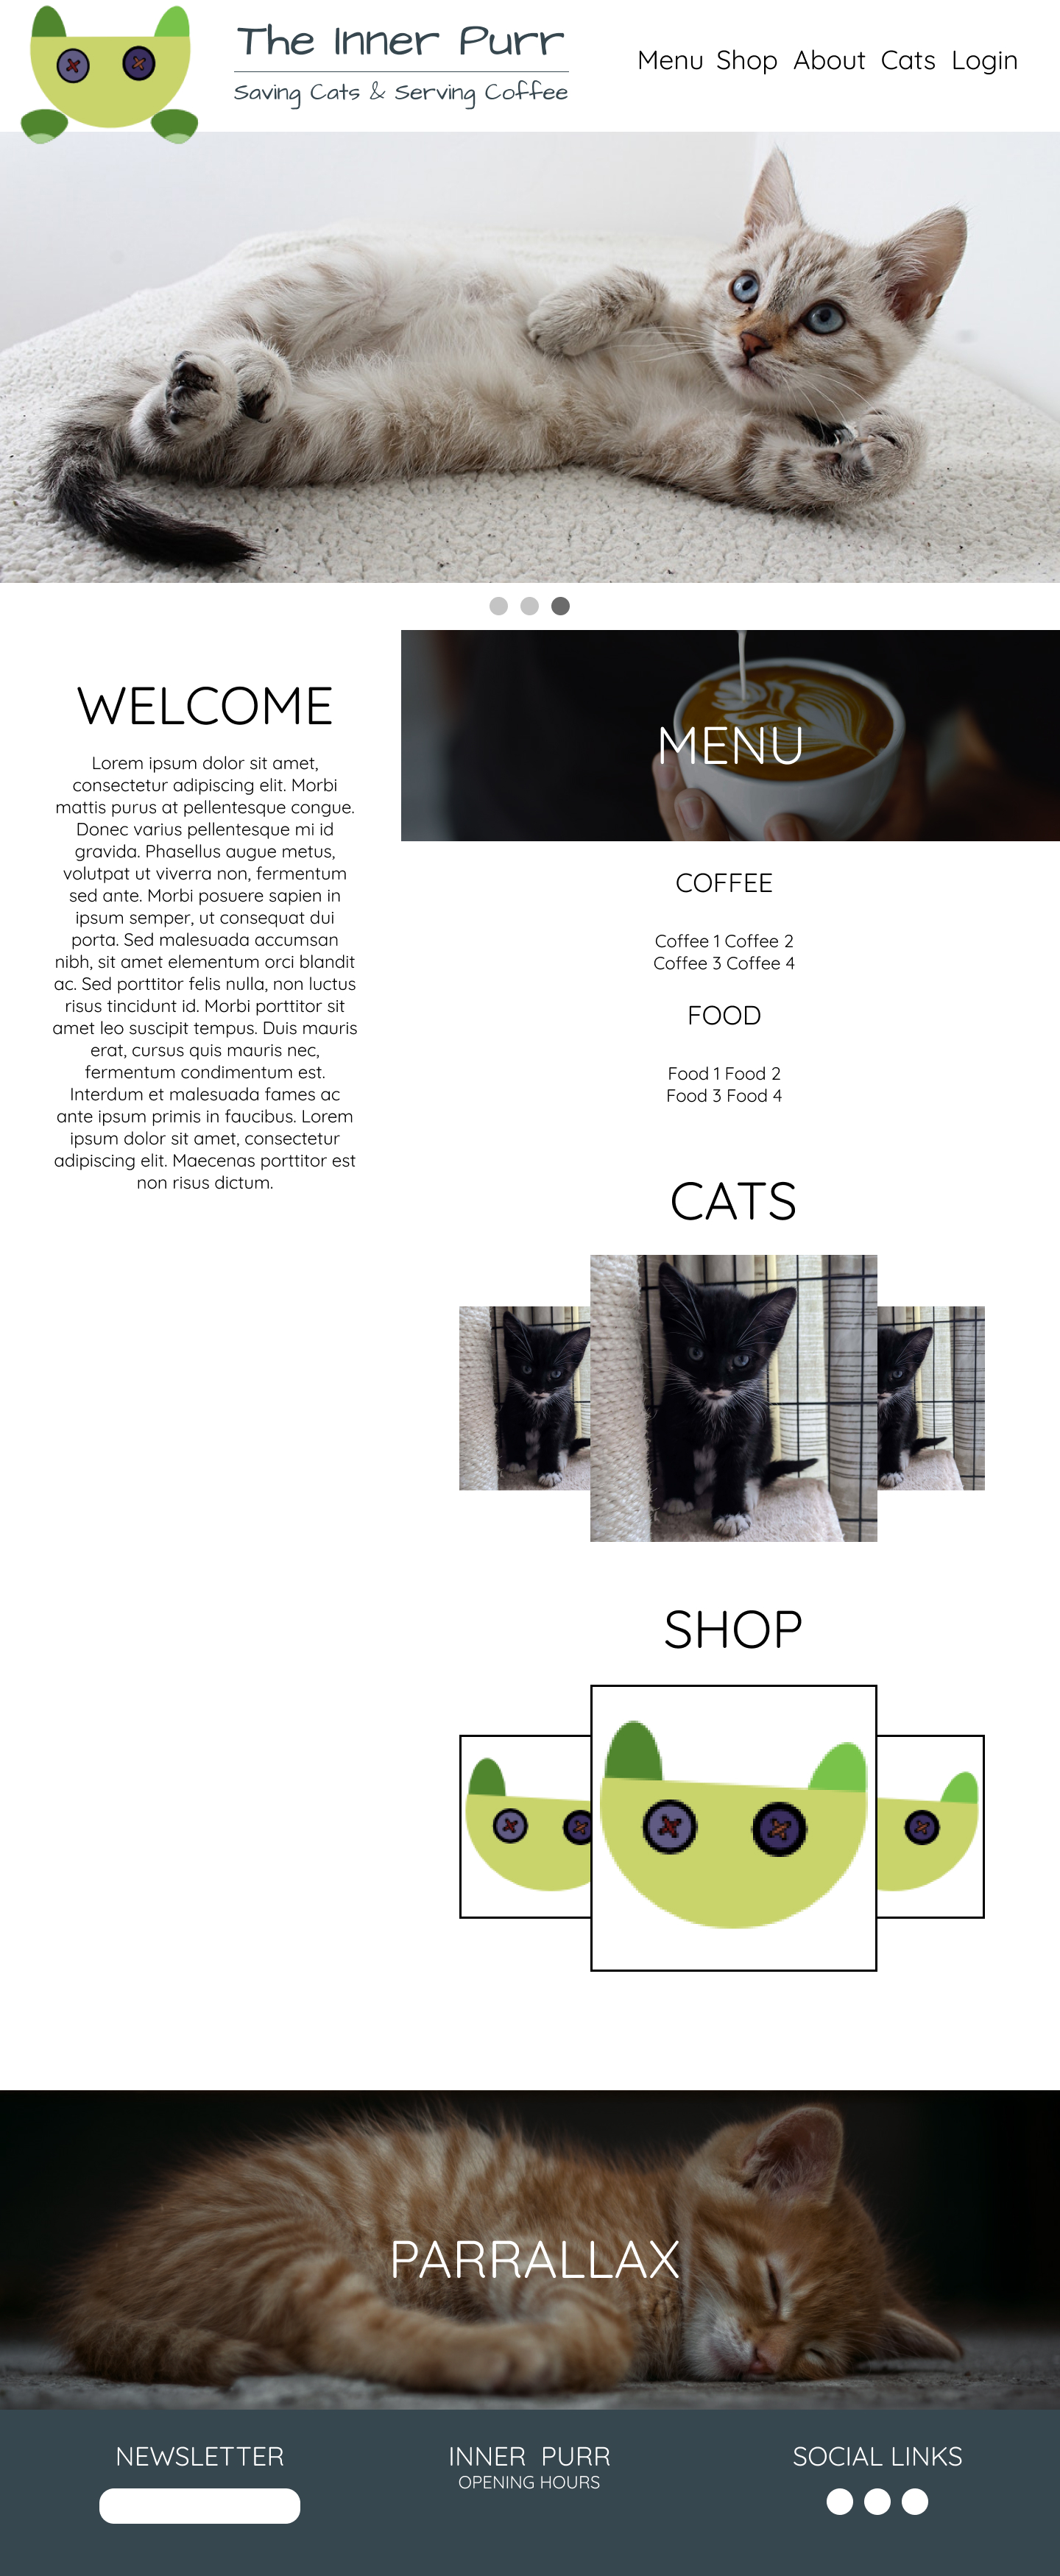 The Inner Purr
Saving Cats & Serving Coffee
Menu Shop About Cats Login
WELCOME
Lorem ipsum dolor sit amet,
consectetur adipiscing elit. Morbi
mattis purus at pellentesque congue.
Donec varius pellentesque mi id
gravida. Phasellus augue metus,
volutpat ut viverra non, fermentum
sed ante. Morbi posuere sapien in
ipsum semper, ut consequat dui
porta. Sed malesuada accumsan
nibh, sit amet elementum orci blandit
ac. Sed porttitor felis nulla, non luctus
risus tincidunt id. Morbi porttitor sit
amet leo suscipit tempus. Duis mauris
erat, cursus quis mauris nec,
fermentum condimentum est.
Interdum et malesuada fames ac
ante ipsum primis in faucibus. Lorem
ipsum dolor sit amet, consectetur
adipiscing elit. Maecenas porttitor est
non risus dictum.
MENU
COFFEE
Coffee 1 Coffee 2
Coffee 3 Coffee 4
FOOD
Food 1 Food 2
Food 3 Food 4
CATS
SHOP
PARRALLAX
NEWSLETTER
INNER PURR
OPENING HOURS
SOCIAL LINKS